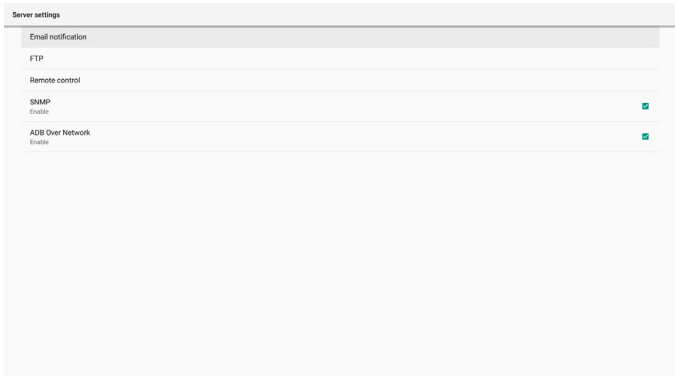 Server settings
Email notification
FTP
Remote control
SNMP
Enable
ADB Over Network
Enable